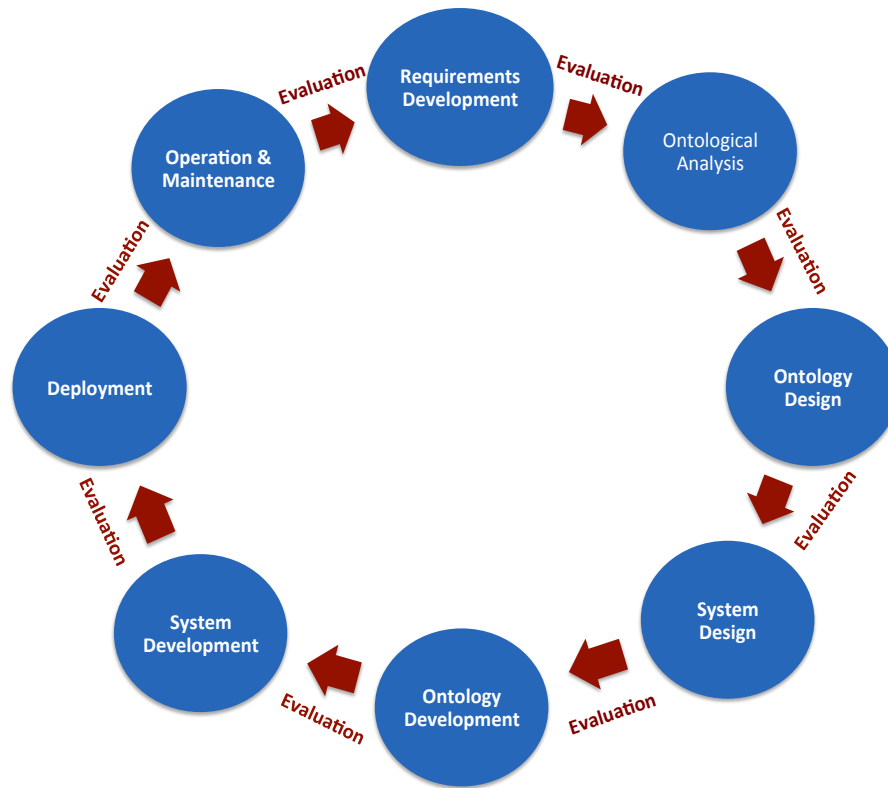 Requirements
Development
Evaluation
Ontological
Analysis
Evaluation
Ontology
Design
Evaluation
System
Design
Evaluation
Ontology
Development
Evaluation
System
Development
Evaluation
Deployment
Evaluation
Operation &
Maintenance
Evaluation